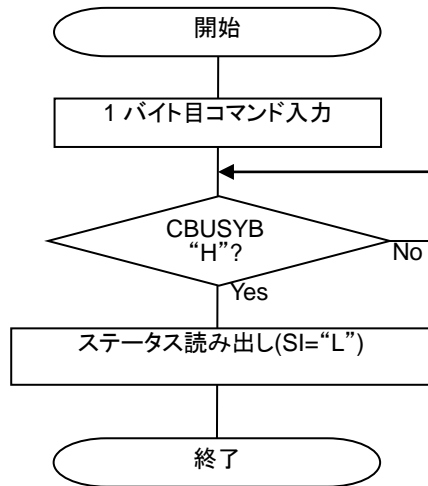 開始
1 バイト目コマンド入力
CBUSYB
“H”?
No
Yes
ステータス読み出し(SI=“L”)
終了